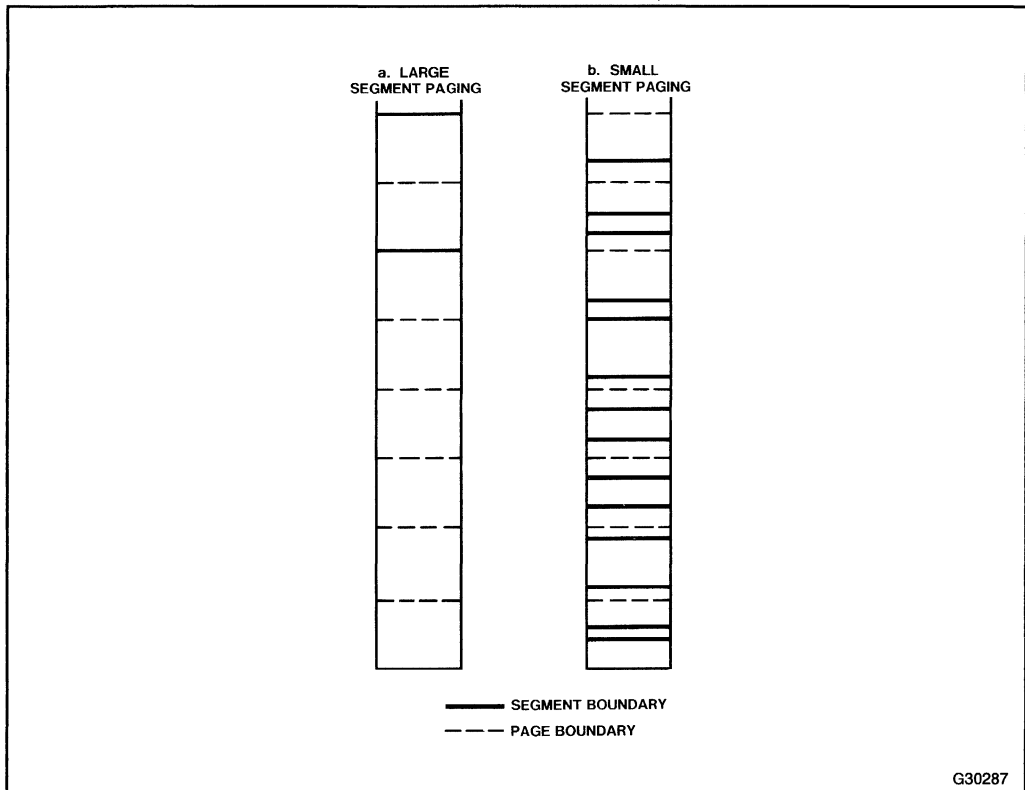 a. LARGE
SEGMENT PAGING
b. SMALL
SEGMENT PAGING
SEGMENT BOUNDARY
PAGE BOUNDARY
G30287